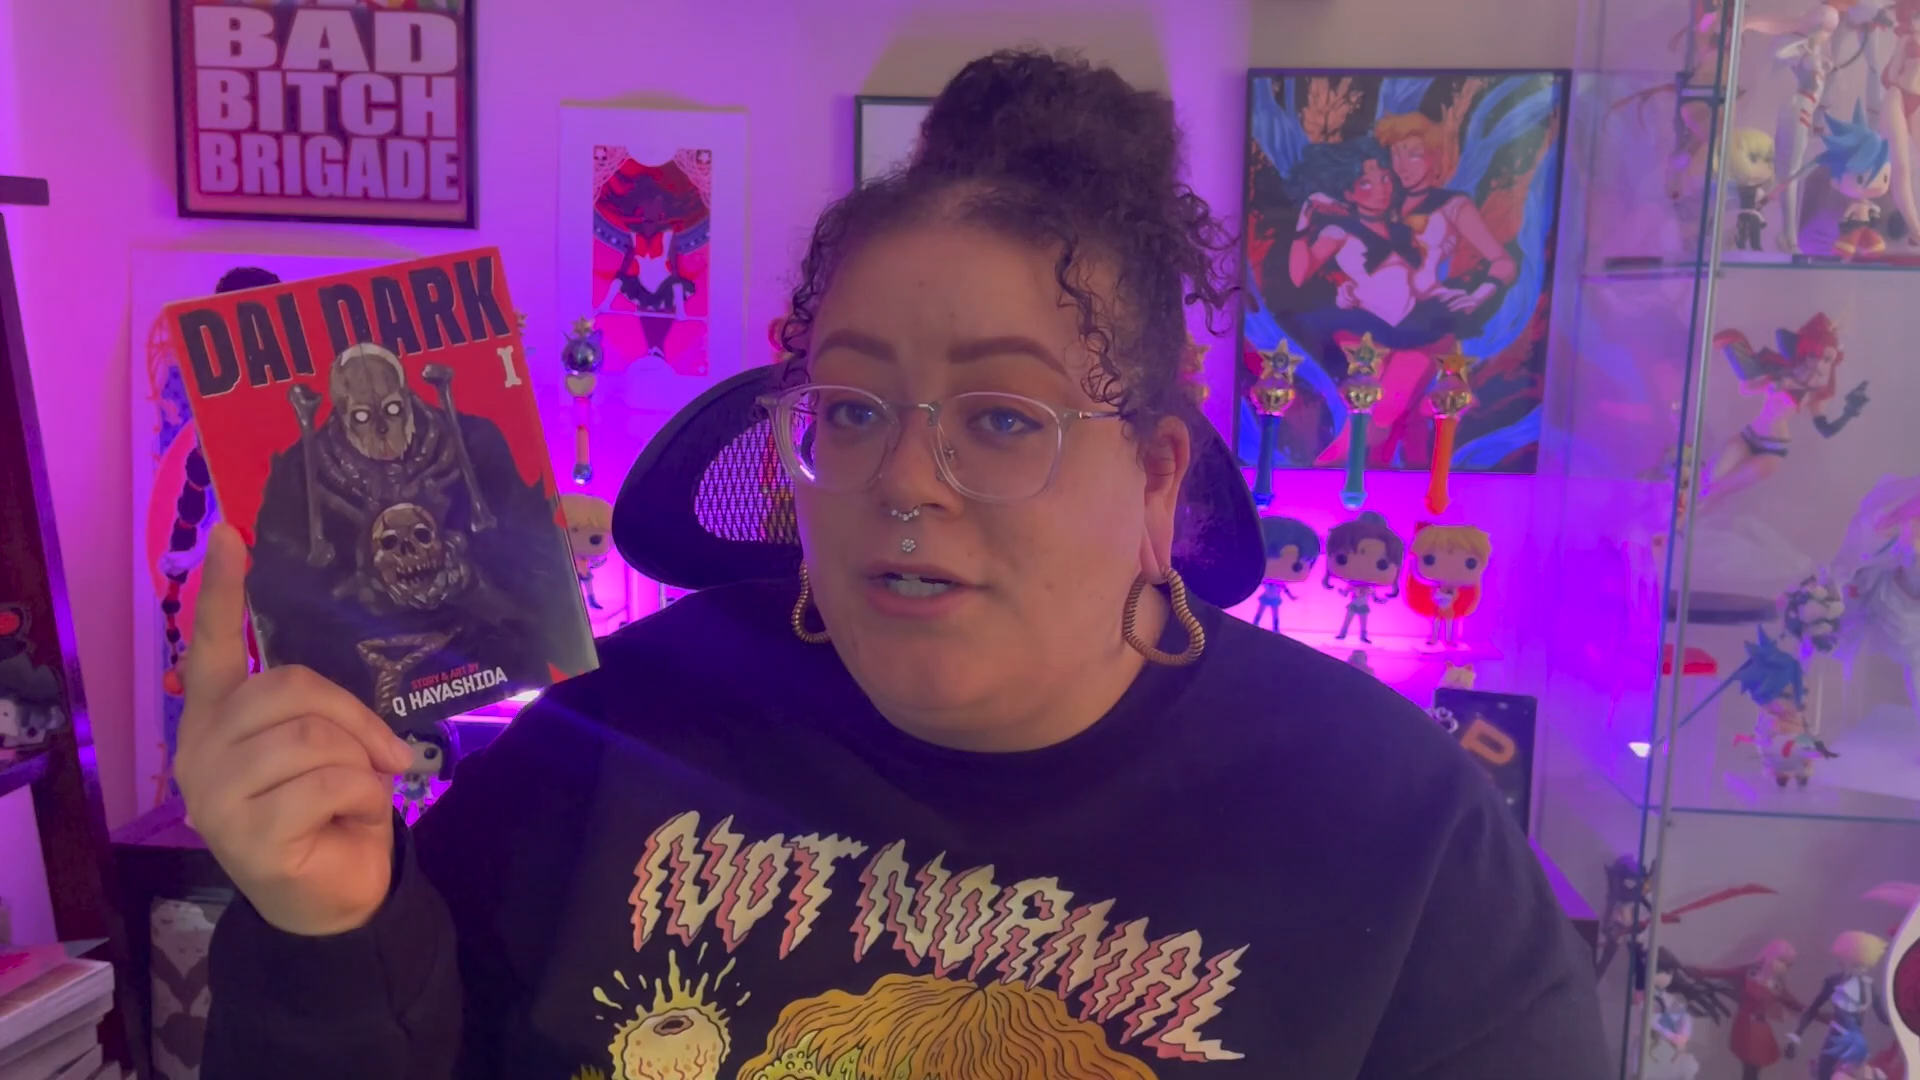 BAD
BITCH
BRIGADE
DAI DARK
1
STORY & ART BY
Q HAYASHIDA
NOT NORMAL
P